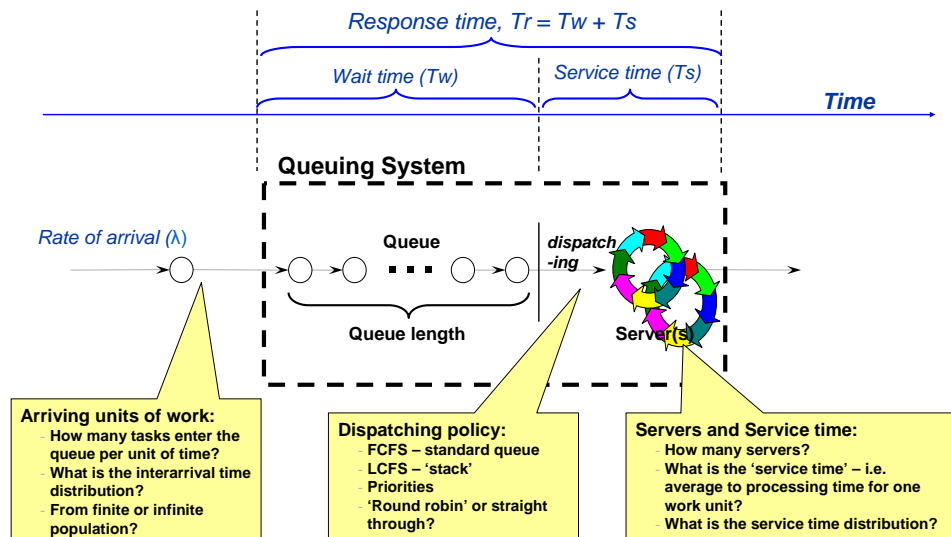 Response time, Tr = Tw + Ts
Wait time (Tw)
Service time (Ts)
Time
Queuing System
Rate of arrival (λ)
Queue
dispatch
-ing
Queue length
Server(s)
Arriving units of work:
- How many tasks enter the
queue per unit of time?
- What is the interarrival time
distribution?
- From finite or infinite
population?
Dispatching policy:
- FCFS – standard queue
- LCFS – ‘stack’
- Priorities
- ‘Round robin’ or straight
through?
Servers and Service time:
- How many servers?
- What is the ‘service time’ – i.e.
average to processing time for one
work unit?
- What is the service time distribution?